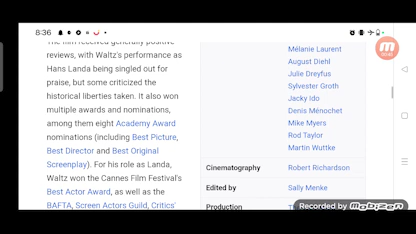 8:36
The film received generally positive
reviews, with Waltz's performance as
Hans Landa being singled out for
praise, but some criticized the
historical liberties taken. It also won
multiple awards and nominations,
among them eight Academy Award
nominations (including Best Picture,
Best Director and Best Original
Screenplay). For his role as Landa,
Waltz won the Cannes Film Festival's
Best Actor Award, as well as the
BAFTA, Screen Actors Guild, Critics'
Mélanie Laurent
August Diehl
Julie Dreyfus
Sylvester Groth
Jacky Ido
Denis Ménochet
Mike Myers
Rod Taylor
Martin Wuttke
Cinematography Robert Richardson
Edited by Sally Menke
Production
Recorded by Mobizen